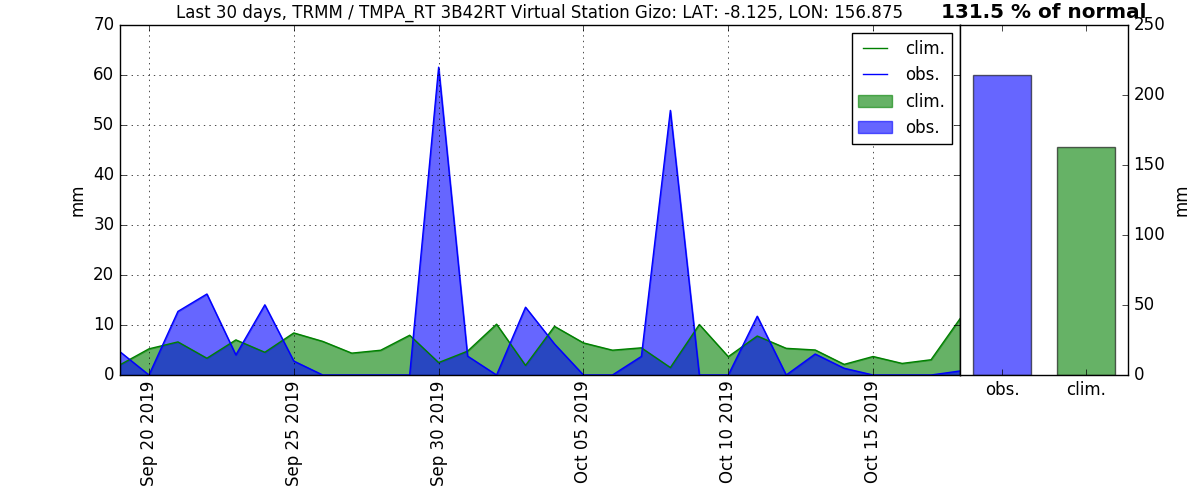 Last 30 days, TRMM / TMPA_RT 3B42RT Virtual Station Gizo: LAT: -8.125, LON: 156.875
131.5 % of normal
70
60
50
40
30
20
10
0
mm
clim.
obs.
clim.
obs.
250
200
150
100
50
0
mm
Sep 20 2019
Sep 25 2019
Sep 30 2019
Oct 05 2019
Oct 10 2019
Oct 15 2019
obs.
clim.